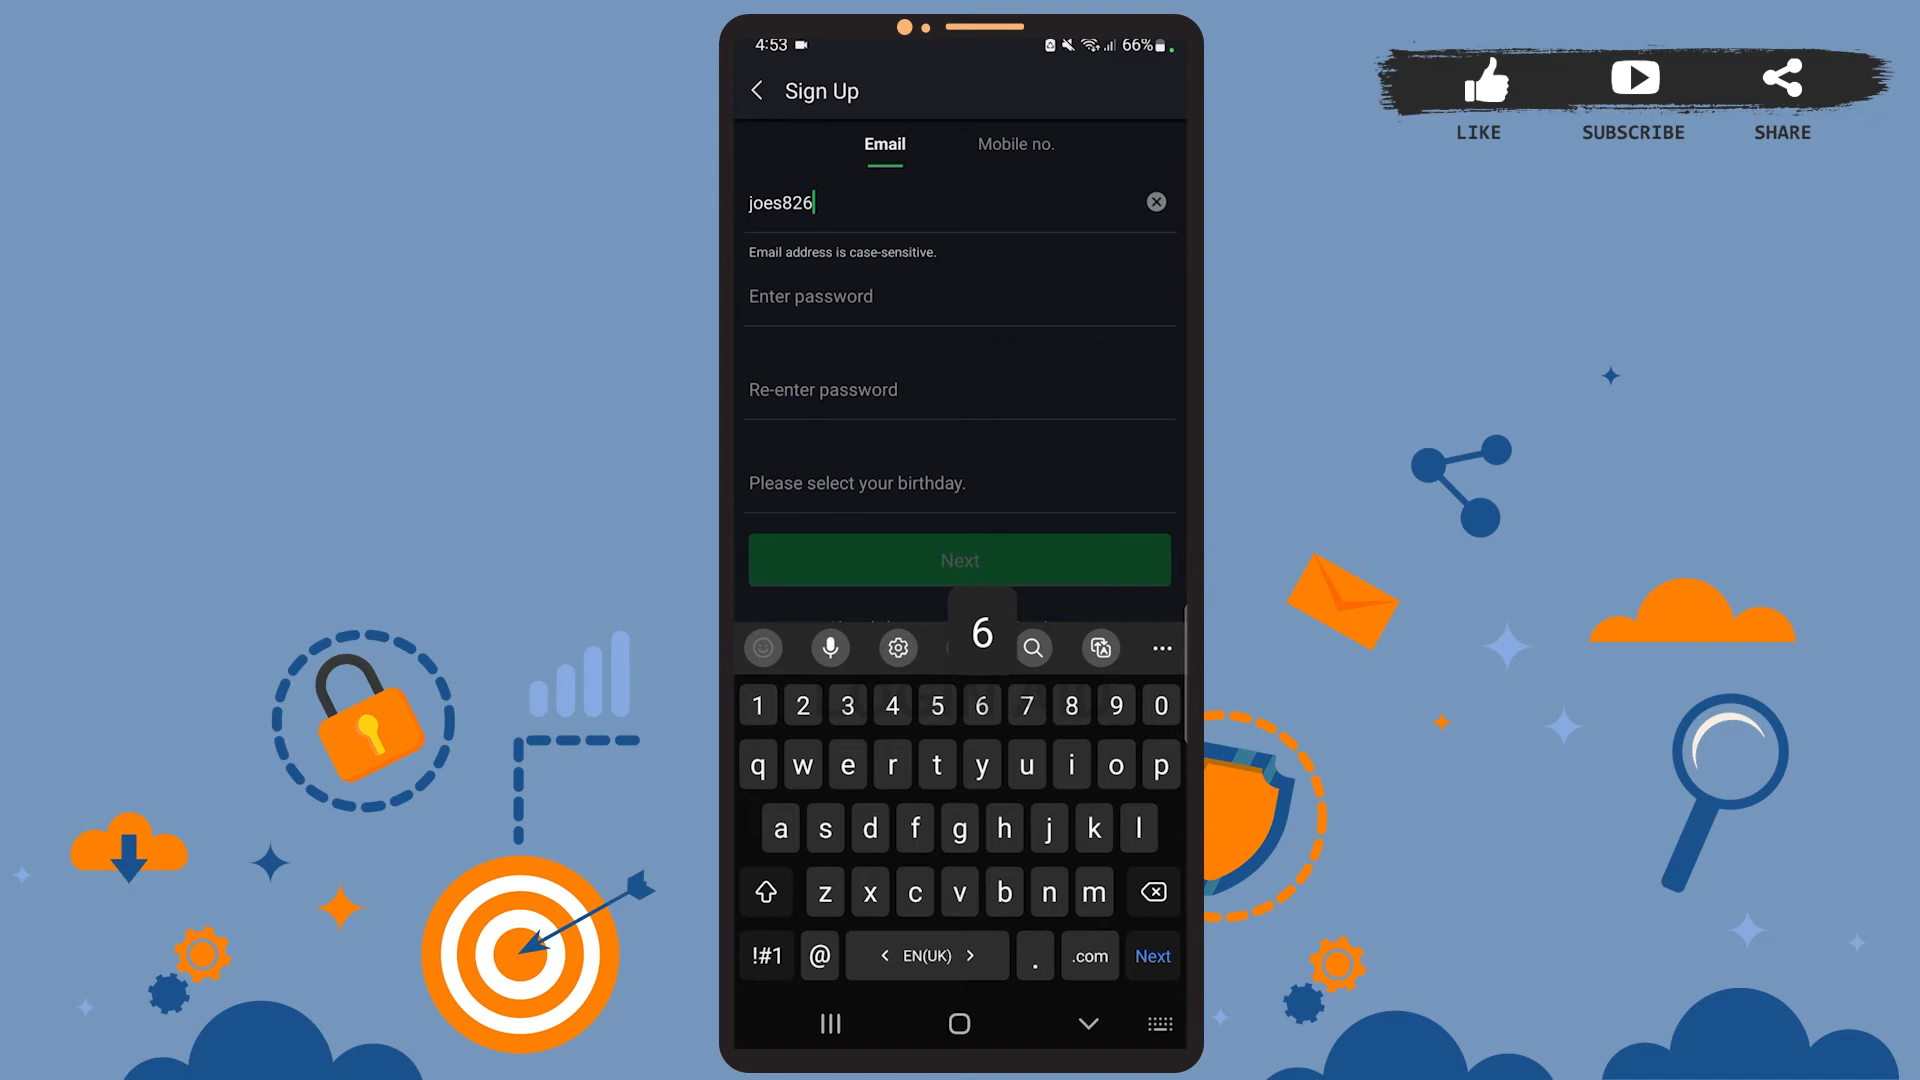 4:53 66%
Sign Up
LIKE SUBSCRIBE SHARE
Email Mobile no.
joes826
Email address is case-sensitive.
Enter password
Re-enter password
Please select your birthday.
Next
6
1 2 3 4 5 6 7 8 9 0
q w e r t y u i o p
a s d f g h j k l
z x c v b n m
!#1 @ < EN(UK) > . .com Next